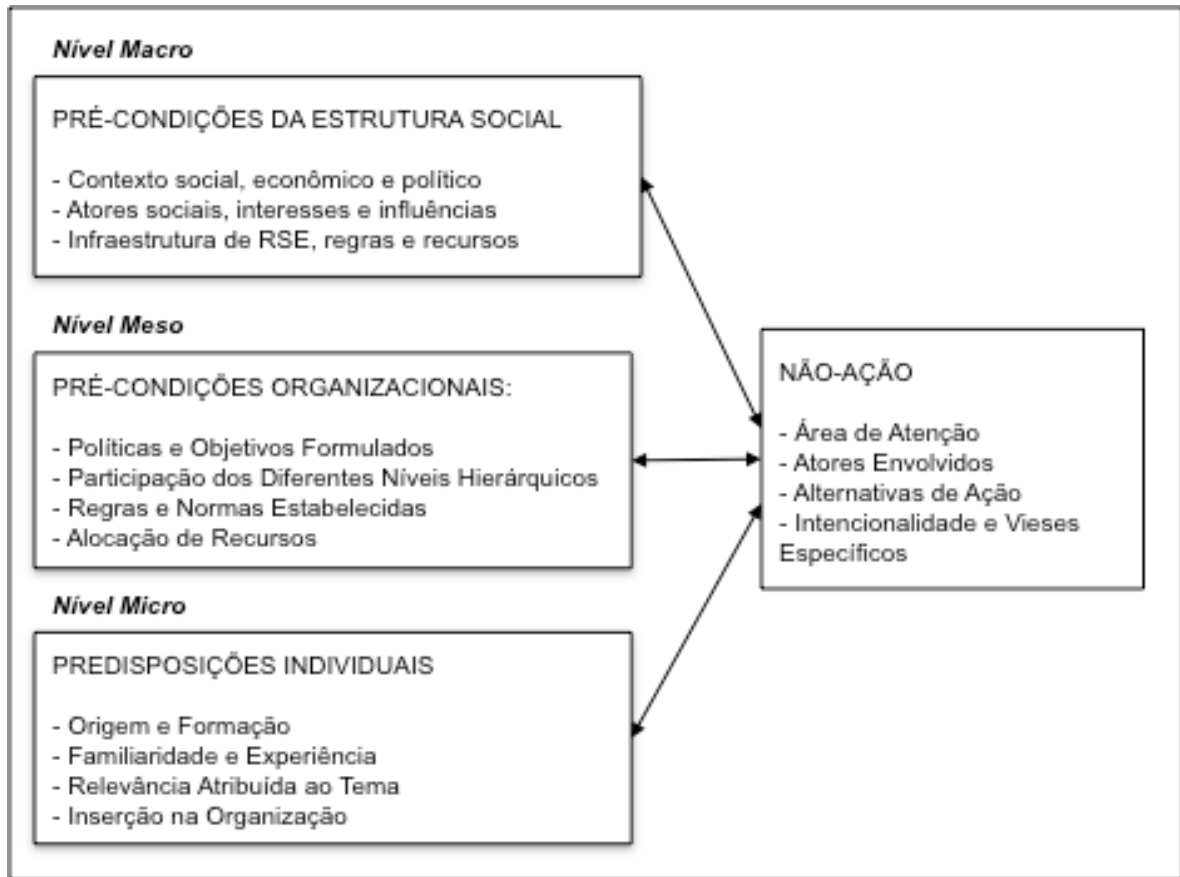 Nível Macro
PRÉ-CONDIÇÕES DA ESTRUTURA SOCIAL
- Contexto social, econômico e político
- Atores sociais, interesses e influências
- Infraestrutura de RSE, regras e recursos
Nível Meso
PRÉ-CONDIÇÕES ORGANIZACIONAIS:
- Políticas e Objetivos Formulados
- Participação dos Diferentes Níveis Hierárquicos
- Regras e Normas Estabelecidas
- Alocação de Recursos
Nível Micro
PREDISPOSIÇÕES INDIVIDUAIS
- Origem e Formação
- Familiaridade e Experiência
- Relevância Atribuída ao Tema
- Inserção na Organização
NÃO-AÇÃO
- Área de Atenção
- Atores Envolvidos
- Alternativas de Ação
- Intencionalidade e Vieses
Específicos